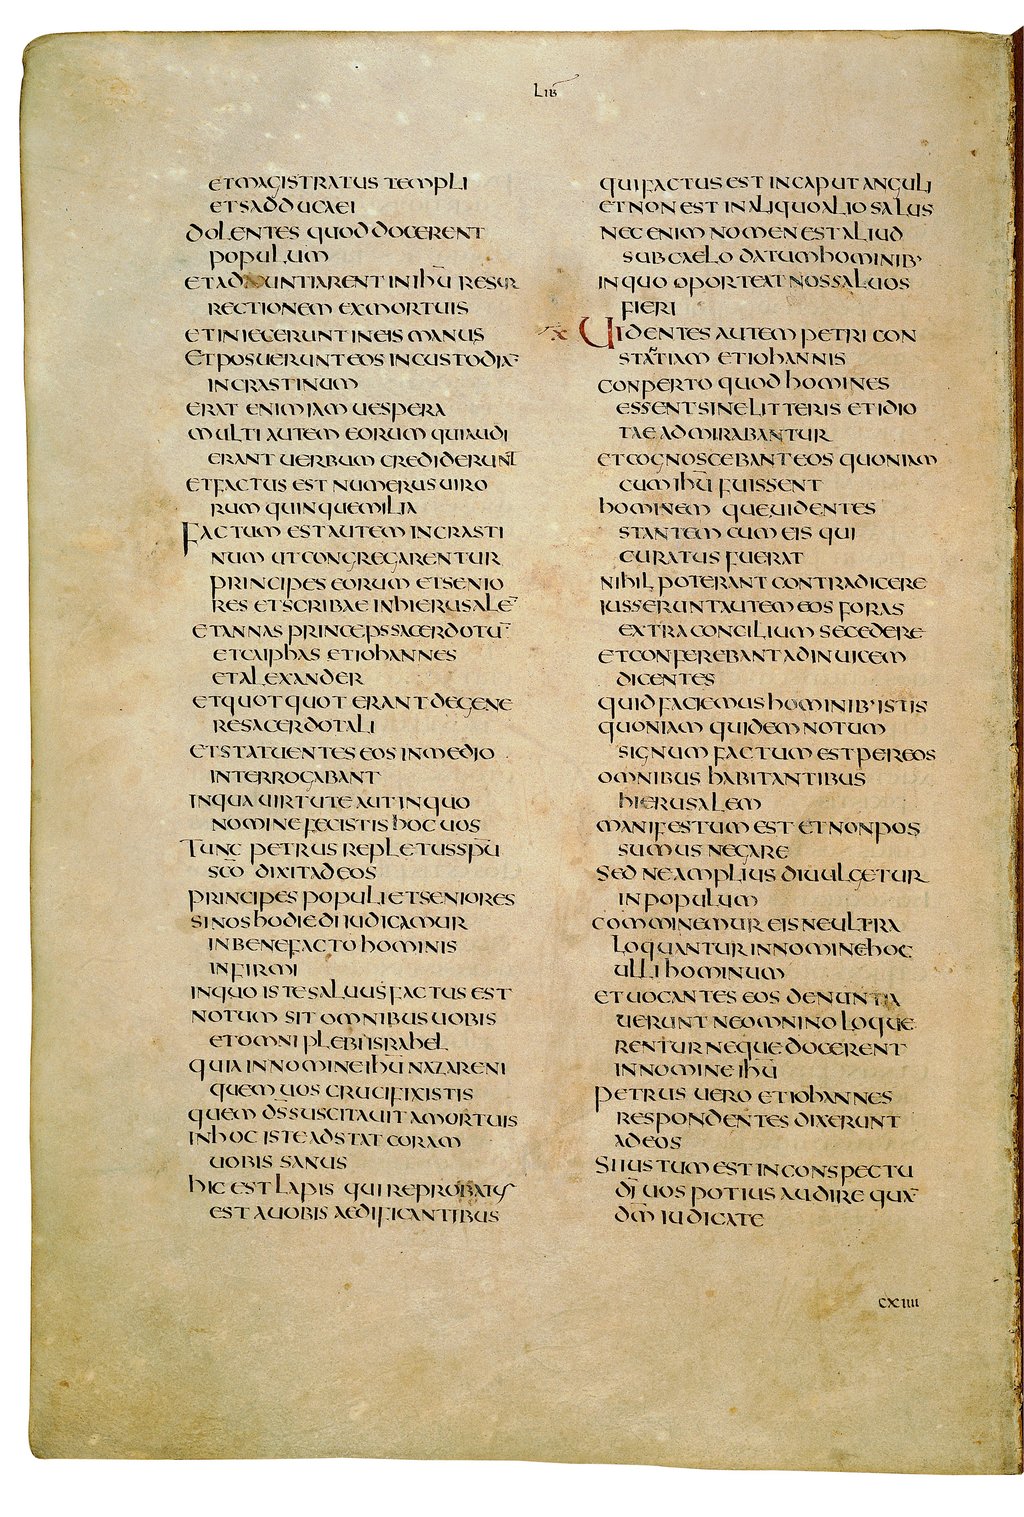 LIB
ET MAGISTRATUS TEMPLI
ET SADDUCAEI
DOLENTES QUOD DOCERENT
POPULUM
ET AD UNTIARENT IN IHU̅ RESUR
RECTIONEM EX MORTUIS
ET INIECERUNT IN EIS MANUS
ET POSUERUNT EOS IN CUSTODIA̅
IN CRASTINUM
ERAT ENIM IAM UESPERA
MULTI AUTEM EORUM QUI AUDI
ERANT UERBUM CREDIDERUNT
ET FACTUS EST NUMERUS UIRO
RUM QUINQUE MILIA
FACTUM EST AUTEM IN CRASTI
NUM UT CONGREGARENTUR
PRINCIPES EORUM ET SENIO
RES ET SCRIBAE IN HIERUSALE̅
ET ANNAS PRINCEPS SACERDOTU̅
ET CAIPHAS ET IOHANNES
ET ALEXANDER
ET QUOTQUOT ERANT DE GENE
RE SACERDOTALI
ET STATUENTES EOS IN MEDIO
INTERROGABANT
IN QUA UIRTUTE AUT IN QUO
NOMINE FECISTIS HOC UOS
TUNC PETRUS REPLETUS SPU̅
SCO̅ DIXIT AD EOS
PRINCIPES POPULI ET SENIORES
SI NOS HODIE DIIUDICAMUR
IN BENEFACTO HOMINIS
INFIRMI
IN QUO ISTE SALUUS FACTUS EST
NOTUM SIT OMNIBUS UOBIS
ET OMNI PLEBI ISRAHEL
QUIA IN NOMINE IHU̅ NAZARENI
QUEM UOS CRUCIFIXISTIS
QUEM DS̅ SUSCITAUIT A MORTUIS
IN HOC ISTE ADSTAT CORAM
UOBIS SANUS
HIC EST LAPIS QUI REPROBATUS
EST A UOBIS AEDIFICANTIBUS
QUI FACTUS EST IN CAPUT ANGULI
ET NON EST IN ALIQUO ALIO SALUS
NEC ENIM NOMEN EST ALIUD
SUB CAELO DATUM HOMINIB'
IN QUO OPORTEAT NOS SALUOS
FIERI
UIDENTES AUTEM PETRI CON
STANTIAM ET IOHANNIS
CONPERTO QUOD HOMINES
ESSENT SINE LITTERIS ET IDIO
TAE ADMIRABANTUR
ET COGNOSCEBANT EOS QUONIAM
CUM IHU̅ FUISSENT
HOMINEM QUE UIDENTES
STANTEM CUM EIS QUI
CURATUS FUERAT
NIHIL POTERANT CONTRADICERE
IUSSERUNT AUTEM EOS FORAS
EXTRA CONCILIUM SECEDERE
ET CONFEREBANT AD INUICEM
DICENTES
QUID FACIEMUS HOMINIB' ISTIS
QUONIAM QUIDEM NOTUM
SIGNUM FACTUM EST PER EOS
OMNIBUS HABITANTIBUS
HIERUSALEM
MANIFESTUM EST ET NON POS
SUMUS NEGARE
SED NE AMPLIUS DIUULGETUR
IN POPULUM
COMMINEMUR EIS NE ULTRA
LOQUANTUR IN NOMINE HOC
ULLI HOMINUM
ET UOCANTES EOS DENUNTIA
UERUNT NE OMNINO LOQUE
RENTUR NEQUE DOCERENT
IN NOMINE IHU̅
PETRUS UERO ET IOHANNES
RESPONDENTES DIXERUNT
AD EOS
SI IUSTUM EST IN CONSPECTU
DI̅ UOS POTIUS AUDIRE QUA̅
DM̅ IUDICATE
CXIIII